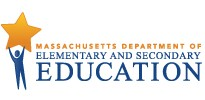 MASSACHUSETTS DEPARTMENT OF
ELEMENTARY AND SECONDARY
EDUCATION